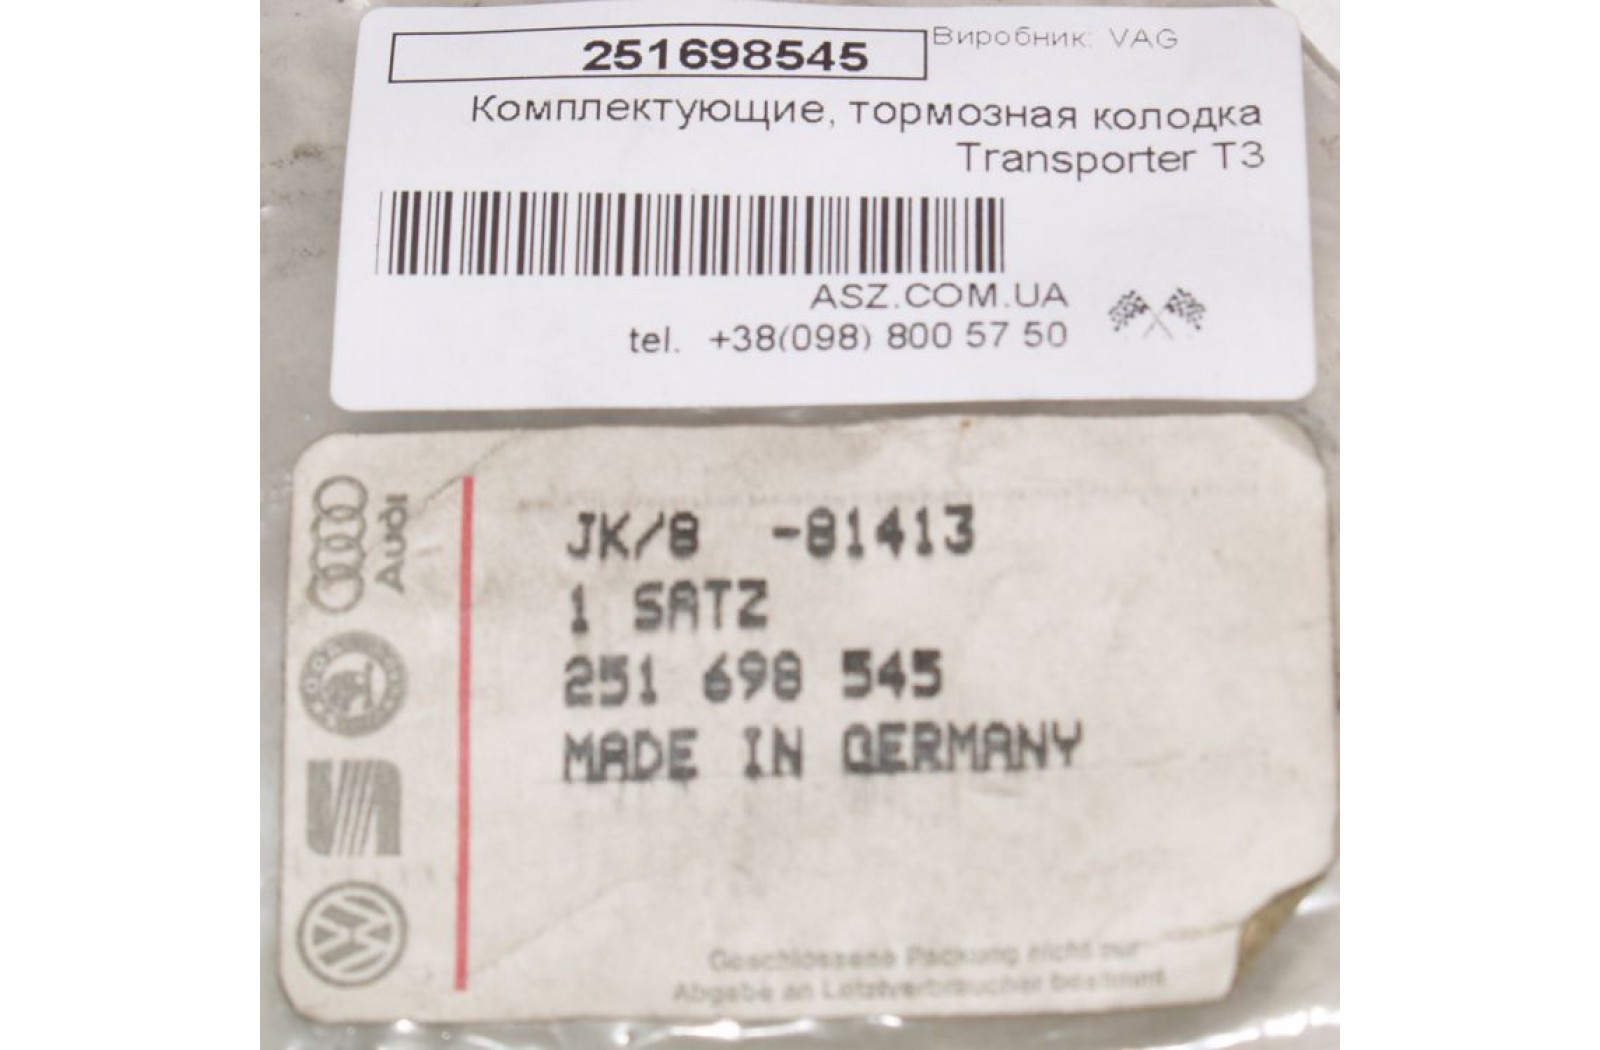 251698545
Виробник: VAG
Комплектующие, тормозная колодка
Transporter T3
ASZ.COM.UA
tel. +38(098) 800 57 50
Audi
JK/8 -81413
1 SATZ
251 698 545
MADE IN GERMANY
Geschlossene Packung nicht zur
Abgabe an Letztverbraucher bestimmt